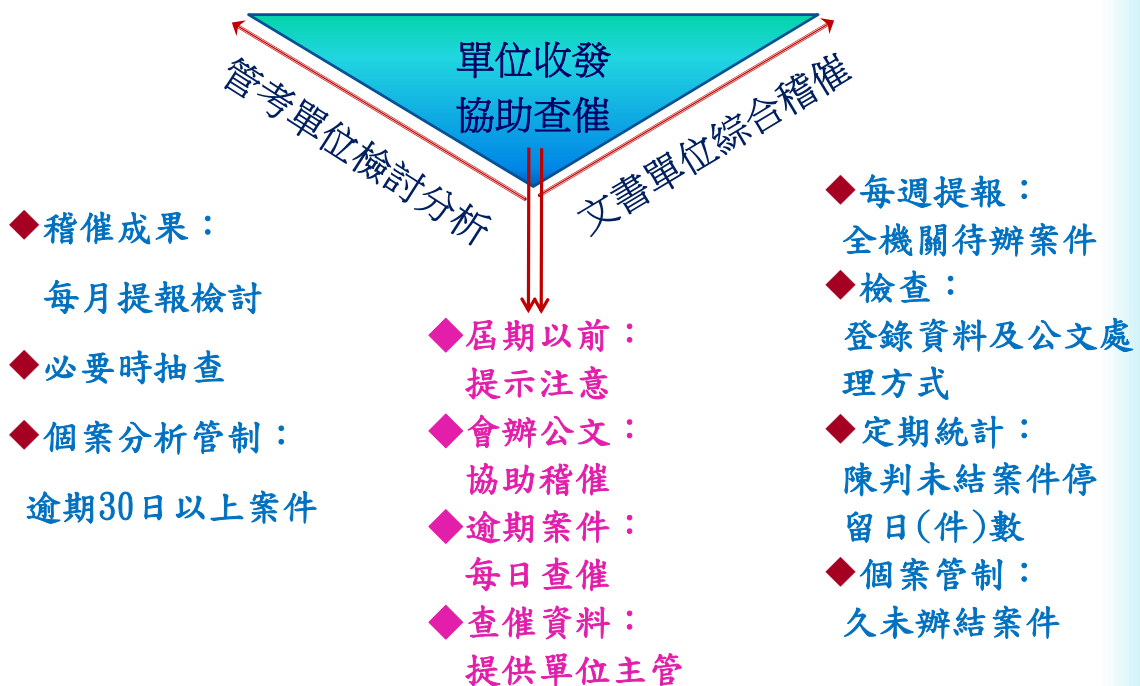 單位收發
協助查催
管考單位檢討分析
文書單位綜合稽催
◆稽催成果：
每月提報檢討
◆必要時抽查
◆個案分析管制：
逾期30日以上案件
◆屆期以前：
提示注意
◆會辦公文：
協助稽催
◆逾期案件：
每日查催
◆查催資料：
提供單位主管
◆每週提報：
全機關待辦案件
◆檢查：
登錄資料及公文處
理方式
◆定期統計：
陳判未結案件停
留日(件)數
◆個案管制：
久未辦結案件